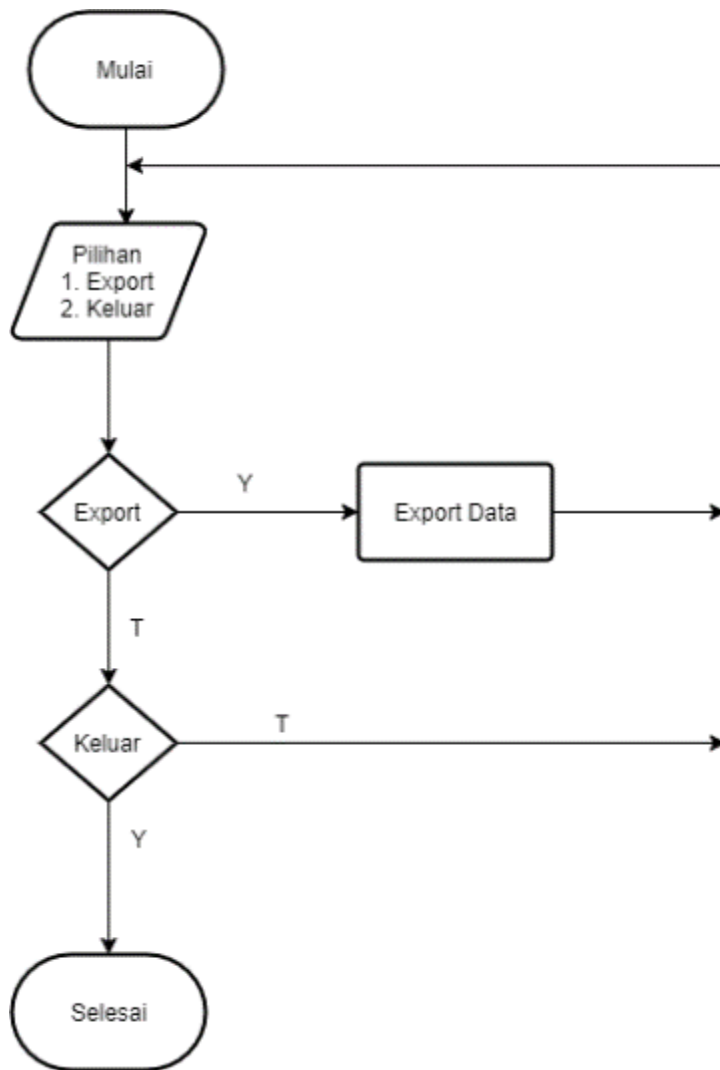 Mulai
Pilihan
1. Export
2. Keluar
Export
Y
Export Data
T
Keluar
T
Y
Selesai